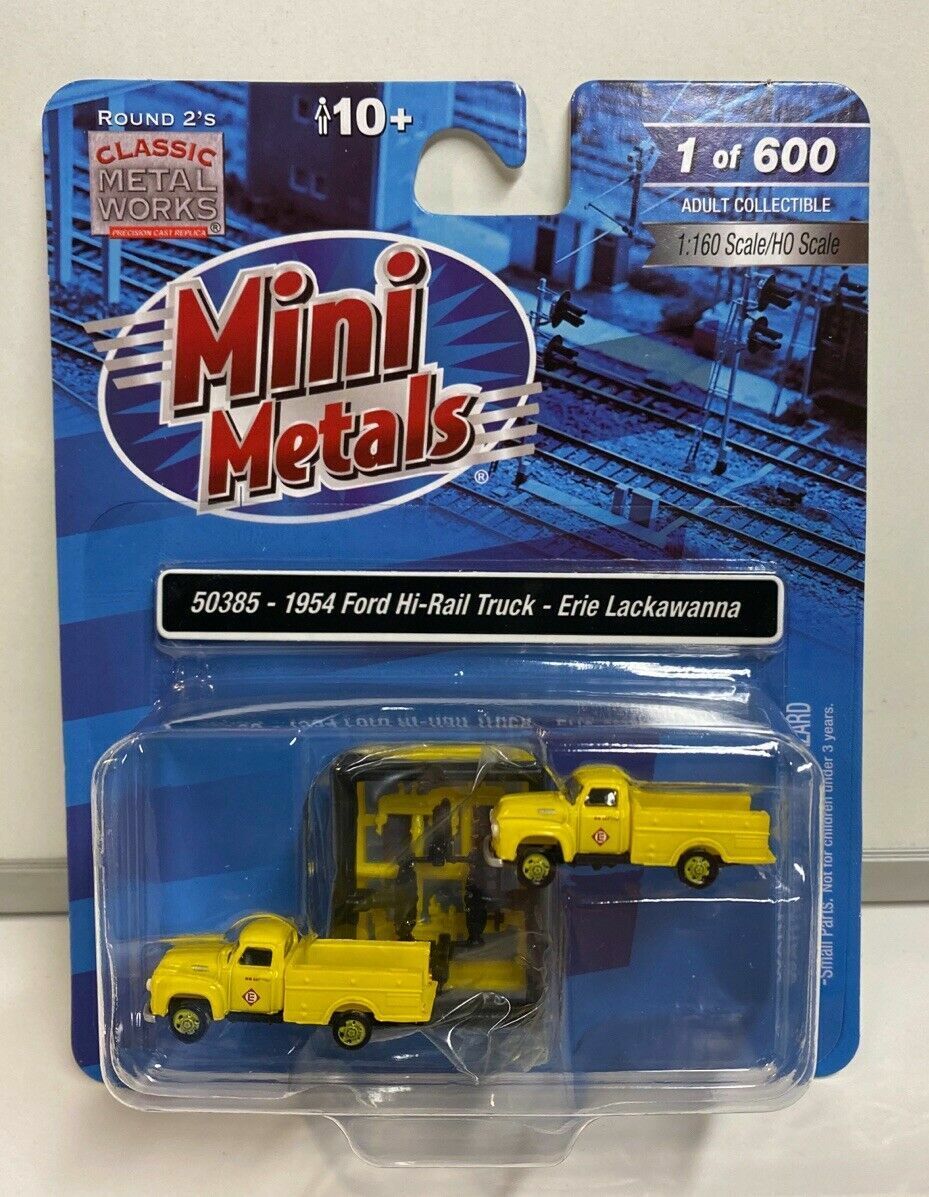 ROUND 2'S
CLASSIC
METAL
WORKS®
PRECISION CAST REPLICA
10+
1 of 600
ADULT COLLECTIBLE
1:160 Scale/HO Scale
Mini
Metals®
50385 - 1954 Ford Hi-Rail Truck - Erie Lackawanna
ZARD
*Small Parts. Not for children under 3 years.
E
E